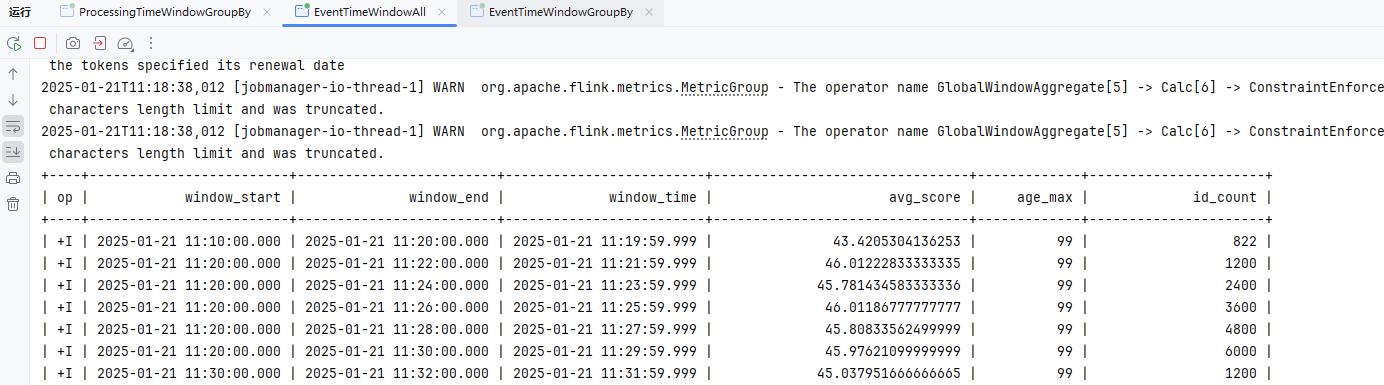 运行 ProcessingTimeWindowGroupBy EventTimeWindowAll EventTimeWindowGroupBy
the tokens specified its renewal date
2025-01-21T11:18:38,012 [jobmanager-io-thread-1] WARN  org.apache.flink.metrics.MetricGroup - The operator name GlobalWindowAggregate[5] -> Calc[6] -> ConstraintEnforce
characters length limit and was truncated.
2025-01-21T11:18:38,012 [jobmanager-io-thread-1] WARN  org.apache.flink.metrics.MetricGroup - The operator name GlobalWindowAggregate[5] -> Calc[6] -> ConstraintEnforce
characters length limit and was truncated.
+----+-------------------------+-------------------------+-------------------------+--------------------------------+-------------+----------------------+
| op |            window_start |              window_end |             window_time |                      avg_score |     age_max |             id_count |
+----+-------------------------+-------------------------+-------------------------+--------------------------------+-------------+----------------------+
| +I | 2025-01-21 11:10:00.000 | 2025-01-21 11:20:00.000 | 2025-01-21 11:19:59.999 |               43.4205304136253 |          99 |                  822 |
| +I | 2025-01-21 11:20:00.000 | 2025-01-21 11:22:00.000 | 2025-01-21 11:21:59.999 |              46.01222833333335 |          99 |                 1200 |
| +I | 2025-01-21 11:20:00.000 | 2025-01-21 11:24:00.000 | 2025-01-21 11:23:59.999 |             45.781434583333336 |          99 |                 2400 |
| +I | 2025-01-21 11:20:00.000 | 2025-01-21 11:26:00.000 | 2025-01-21 11:25:59.999 |              46.01186777777777 |          99 |                 3600 |
| +I | 2025-01-21 11:20:00.000 | 2025-01-21 11:28:00.000 | 2025-01-21 11:27:59.999 |              45.80833562499999 |          99 |                 4800 |
| +I | 2025-01-21 11:20:00.000 | 2025-01-21 11:30:00.000 | 2025-01-21 11:29:59.999 |              45.97621099999999 |          99 |                 6000 |
| +I | 2025-01-21 11:30:00.000 | 2025-01-21 11:32:00.000 | 2025-01-21 11:31:59.999 |             45.037951666666665 |          99 |                 1200 |